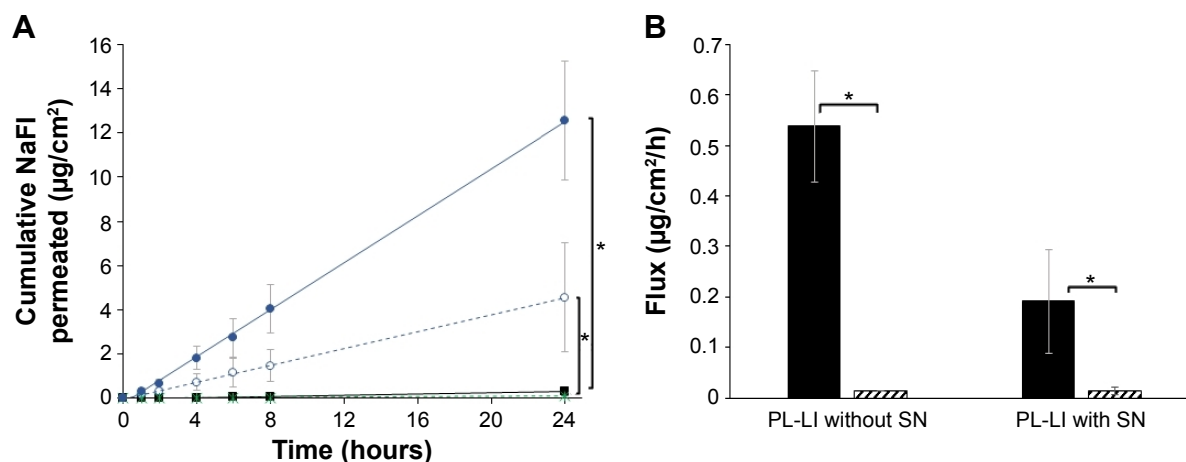 A
Cumulative NaFI
permeated (µg/cm²)
16
14
12
10
8
6
4
2
0
0 4 8 12 16 20 24
Time (hours)
*
*
B
Flux (µg/cm²/h)
0.7
0.6
0.5
0.4
0.3
0.2
0.1
0
*
*
PL-LI without SN PL-LI with SN